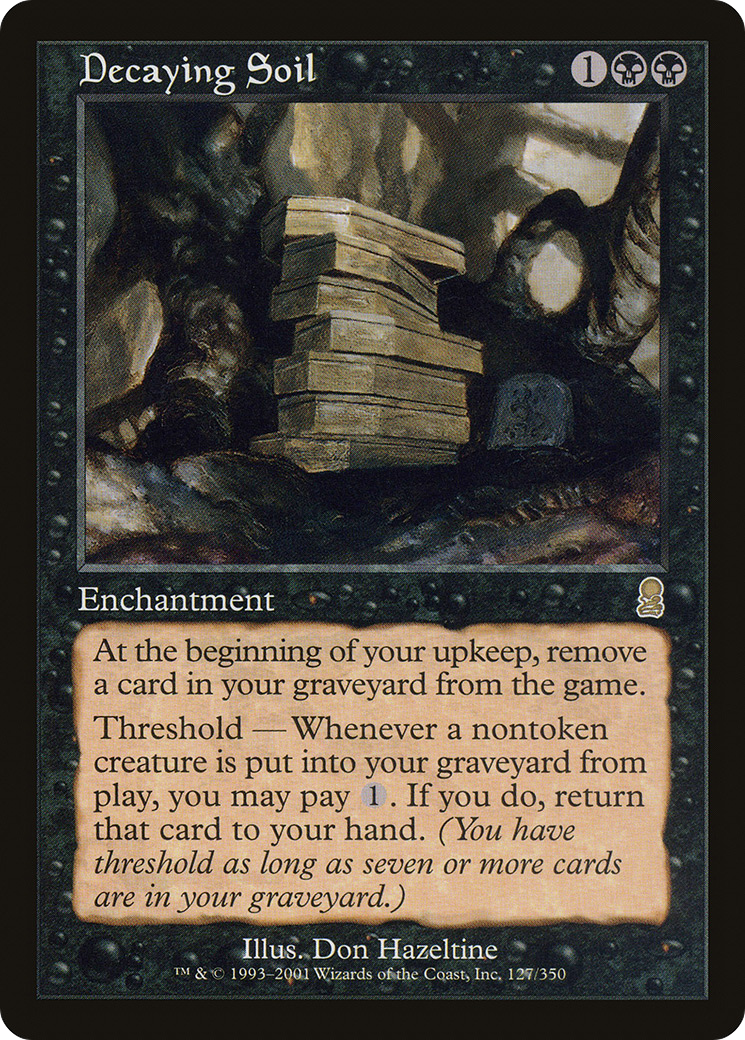 Decaying Soil 1
Enchantment
At the beginning of your upkeep, remove
a card in your graveyard from the game.
Threshold — Whenever a nontoken
creature is put into your graveyard from
play, you may pay 1. If you do, return
that card to your hand. (You have
threshold as long as seven or more cards
are in your graveyard.)
Illus. Don Hazeltine
™ & © 1993–2001 Wizards of the Coast, Inc. 127/350